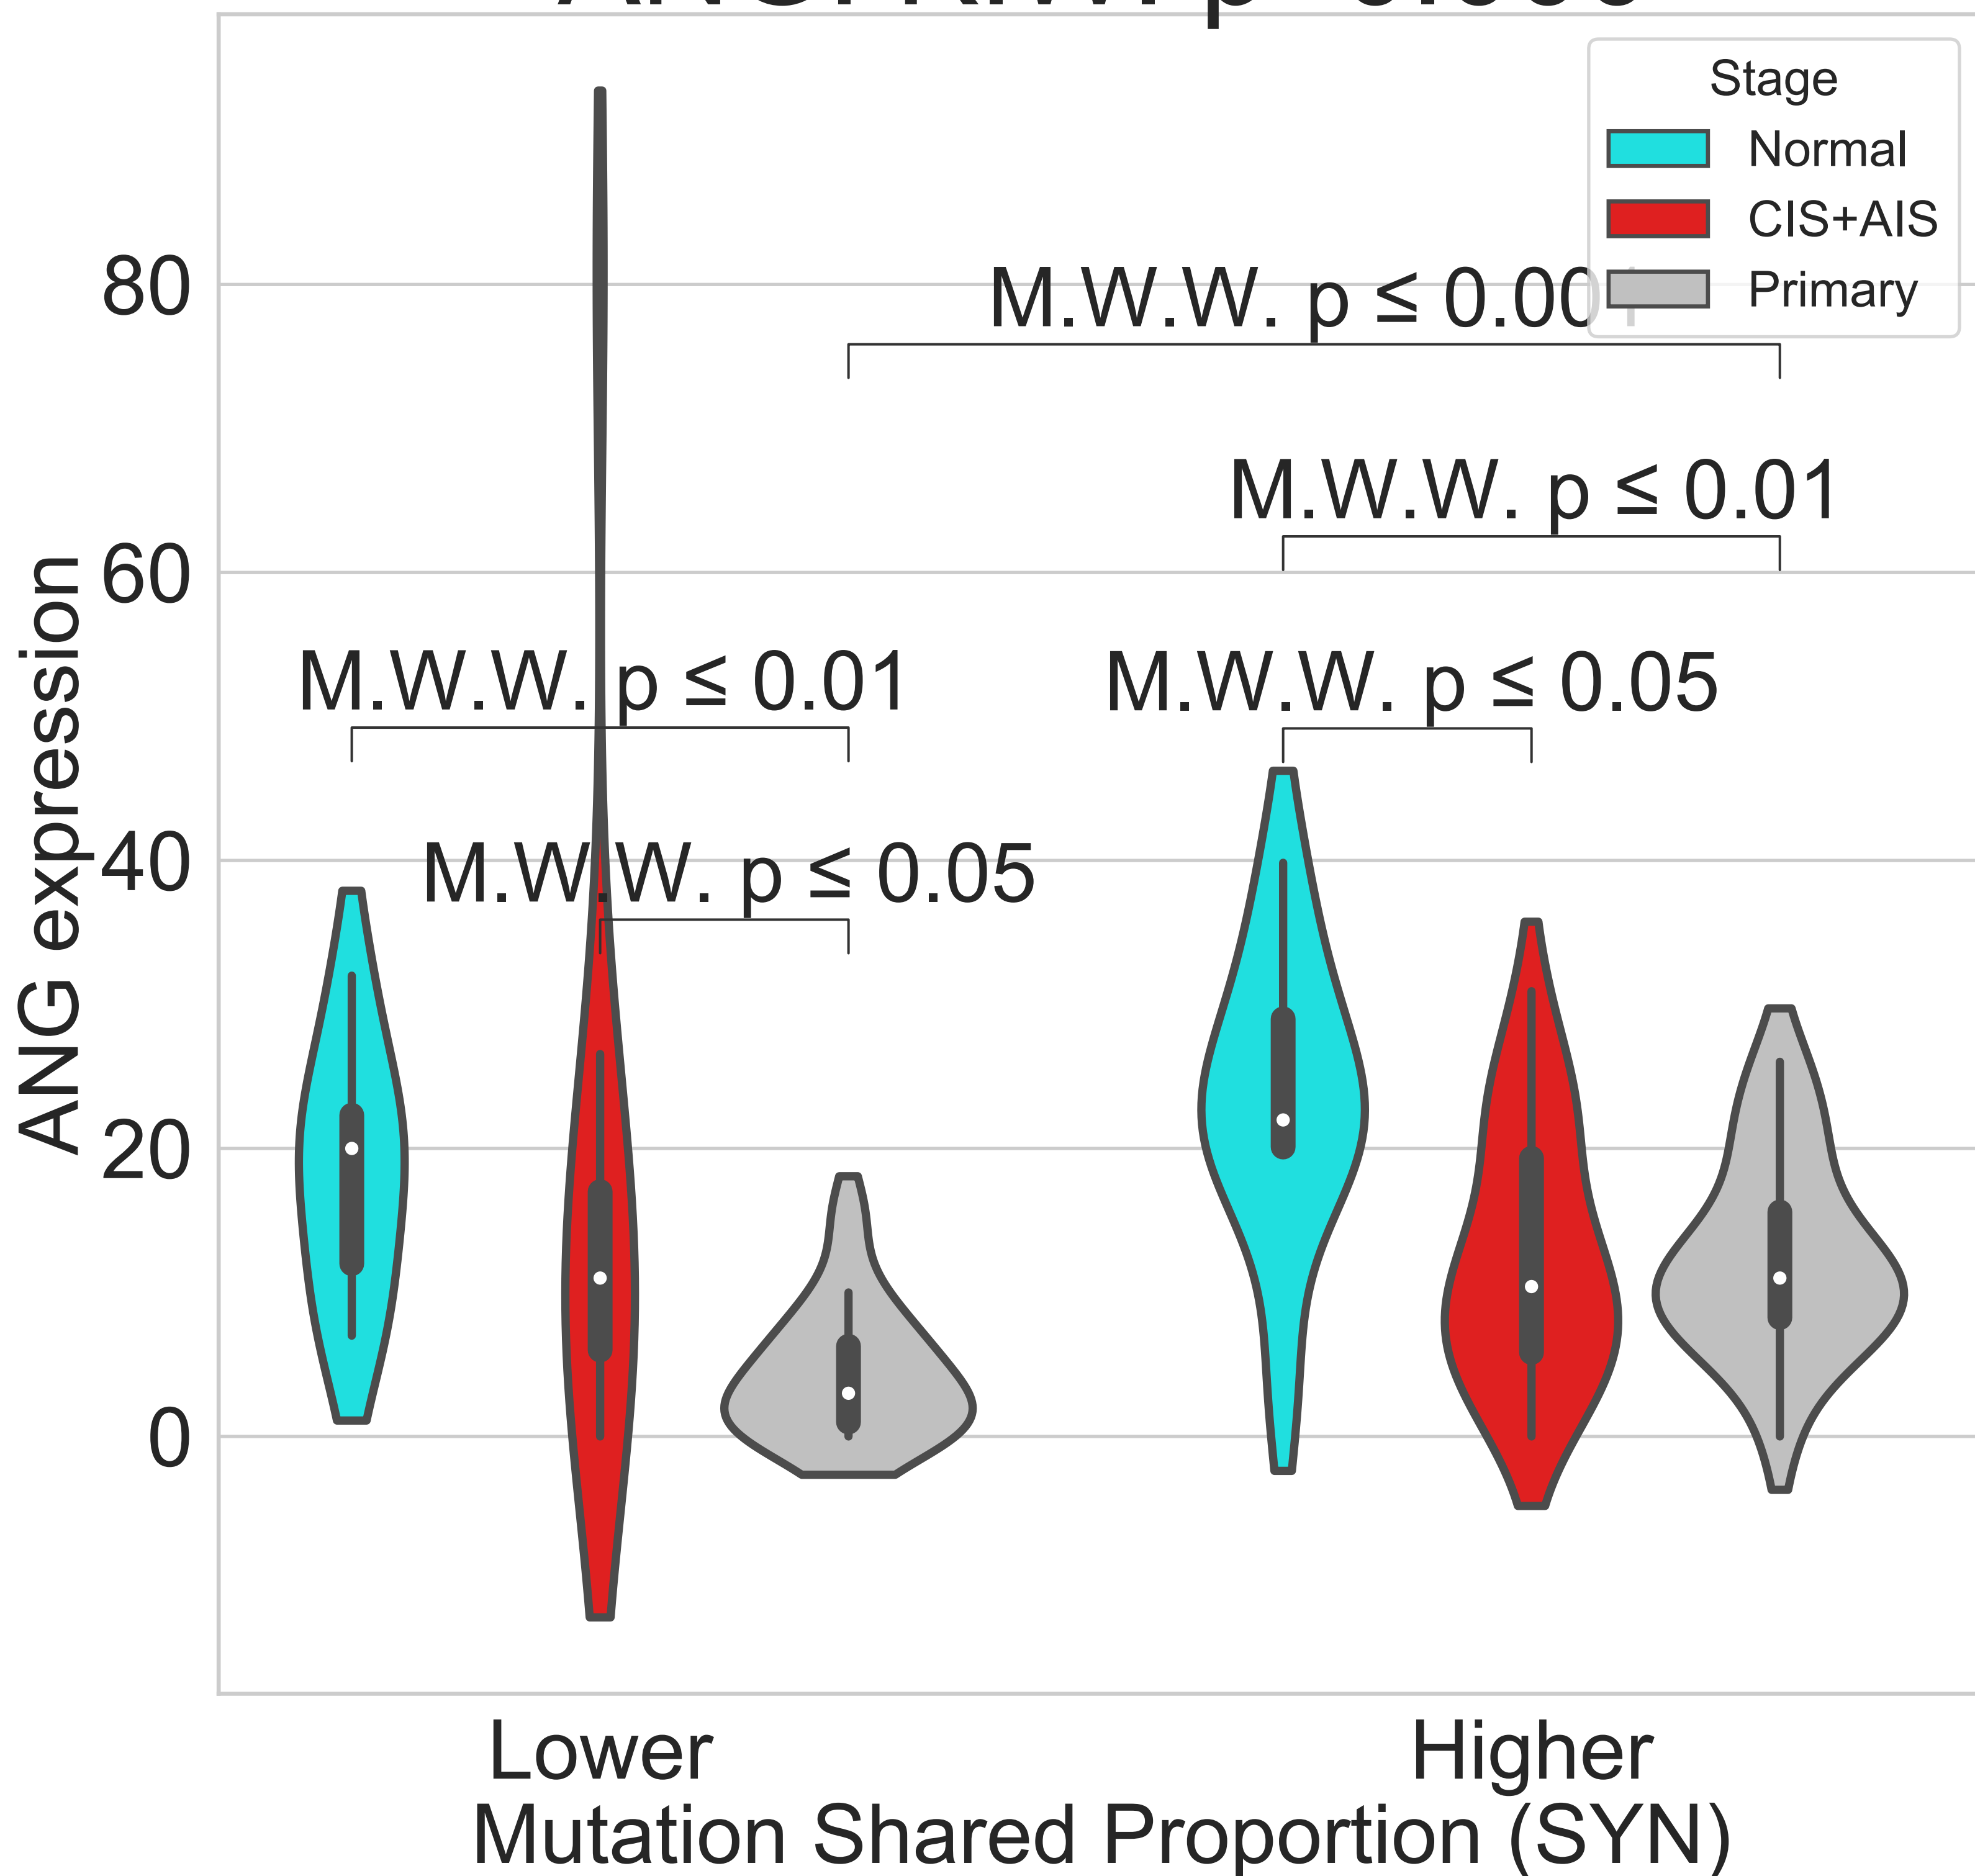 Stage
Normal
CIS+AIS
Primary
80
M.W.W. p ≤ 0.001
M.W.W. p ≤ 0.01
60
M.W.W. p ≤ 0.01
M.W.W. p ≤ 0.05
40
M.W.W. p ≤ 0.05
20
0
ANG expression
Lower
Higher
Mutation Shared Proportion (SYN)